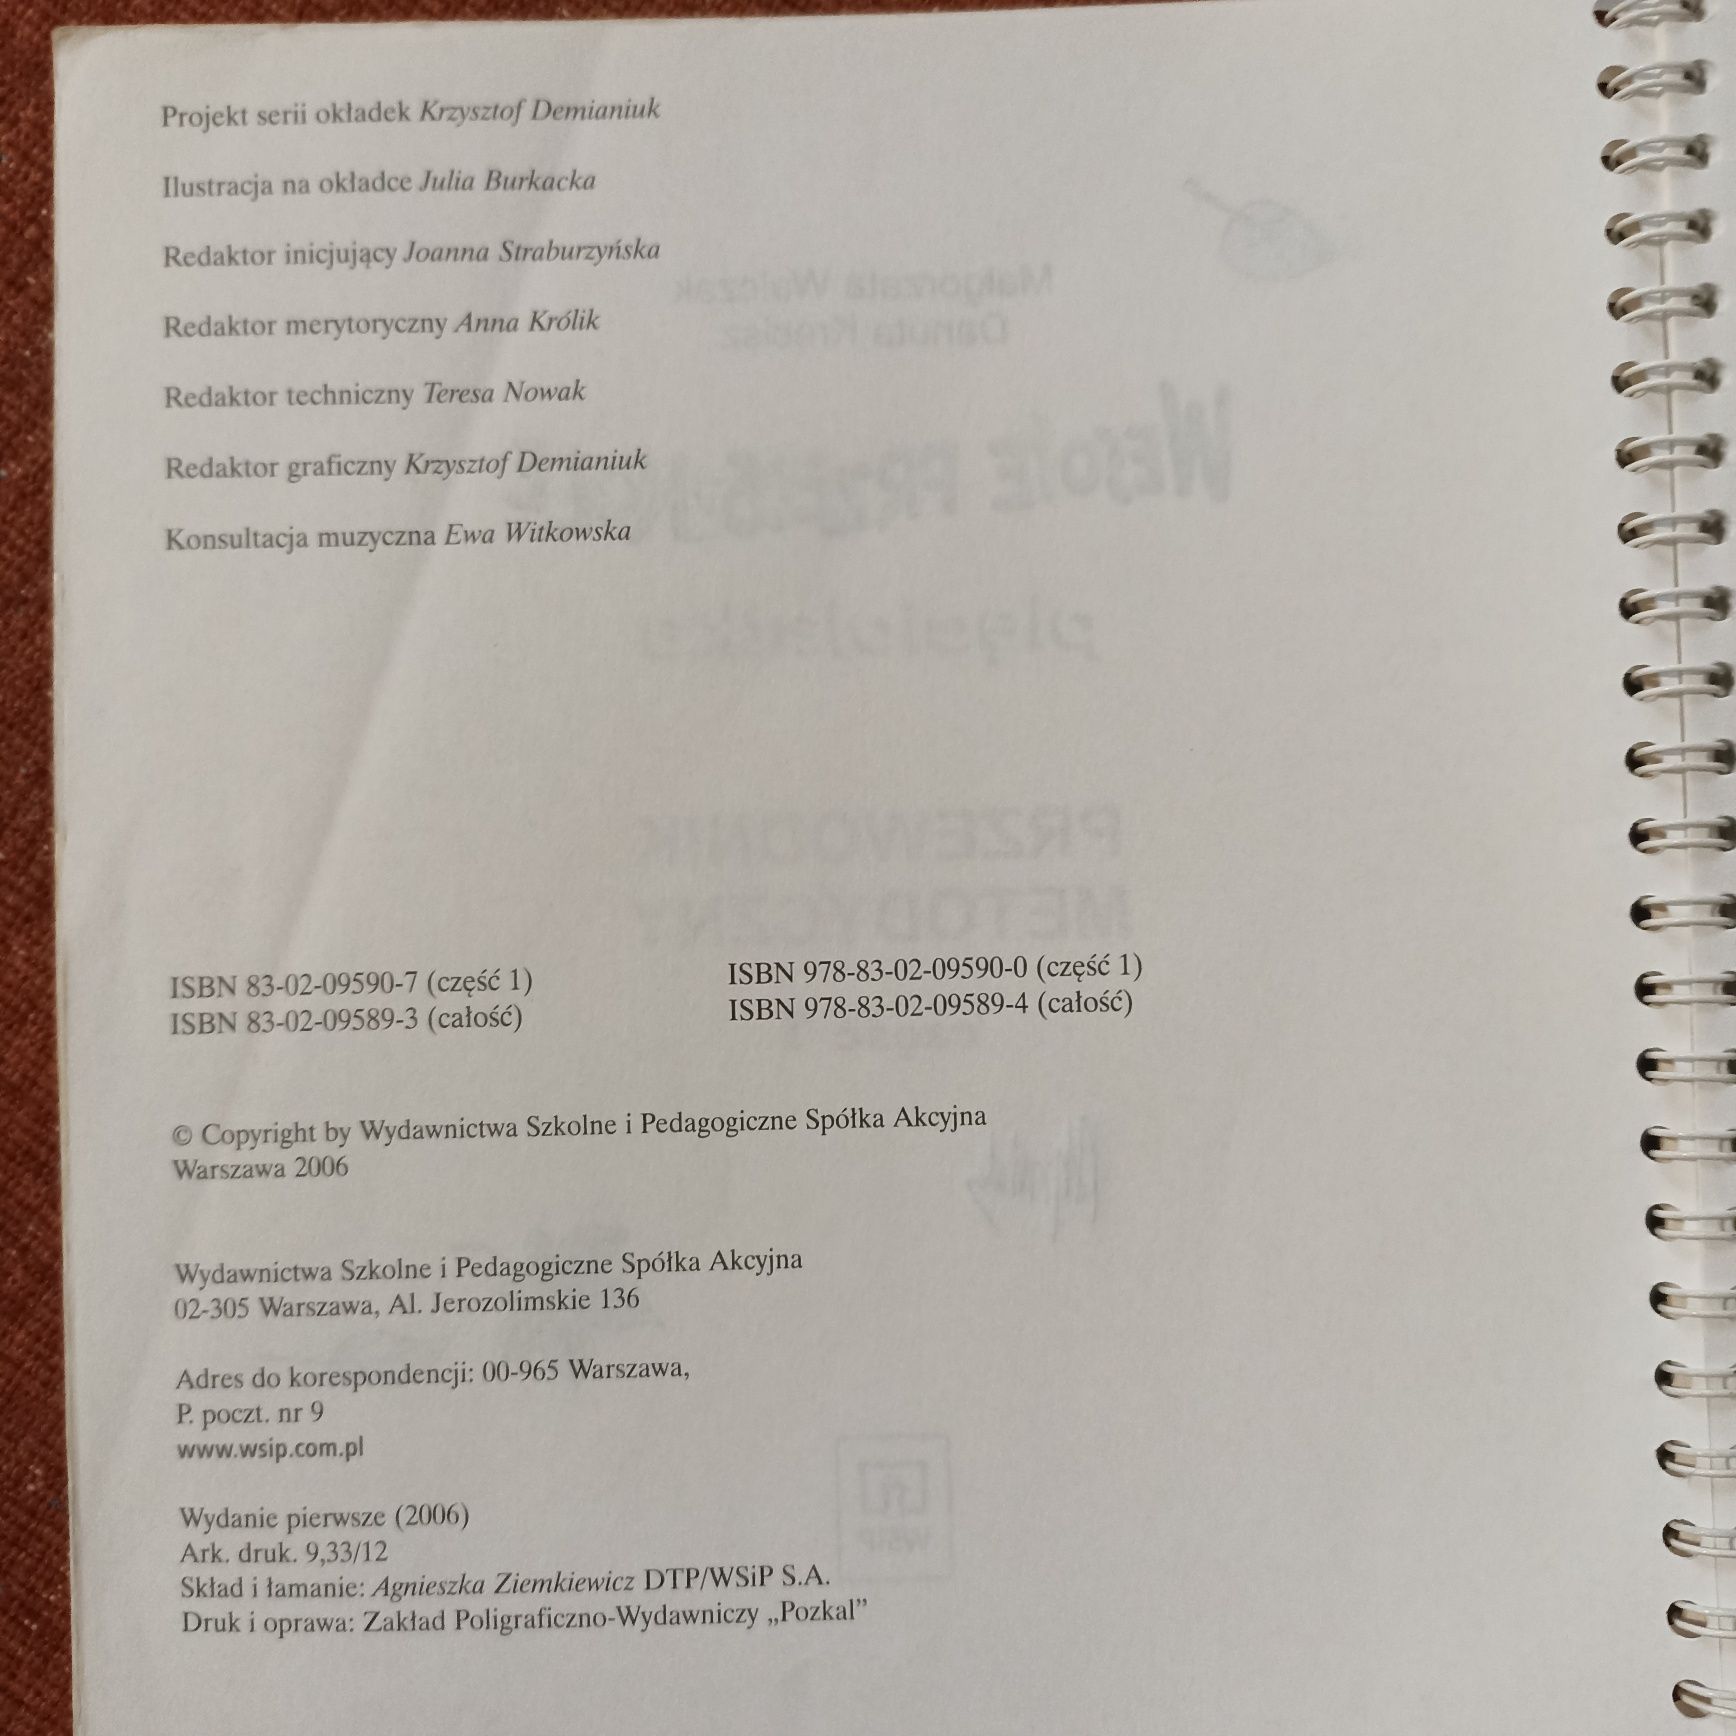 Projekt serii okładek Krzysztof Demianiuk
Ilustracja na okładce Julia Burkacka
Redaktor inicjujący Joanna Straburzyńska
Redaktor merytoryczny Anna Królik
Redaktor techniczny Teresa Nowak
Redaktor graficzny Krzysztof Demianiuk
Konsultacja muzyczna Ewa Witkowska
ISBN 83-02-09590-7 (część 1)
ISBN 83-02-09589-3 (całość)
ISBN 978-83-02-09590-0 (część 1)
ISBN 978-83-02-09589-4 (całość)
© Copyright by Wydawnictwa Szkolne i Pedagogiczne Spółka Akcyjna
Warszawa 2006
Wydawnictwa Szkolne i Pedagogiczne Spółka Akcyjna
02-305 Warszawa, Al. Jerozolimskie 136
Adres do korespondencji: 00-965 Warszawa,
P. poczt. nr 9
www.wsip.com.pl
Wydanie pierwsze (2006)
Ark. druk. 9,33/12
Skład i łamanie: Agnieszka Ziemkiewicz DTP/WSiP S.A.
Druk i oprawa: Zakład Poligraficzno-Wydawniczy „Pozkal”